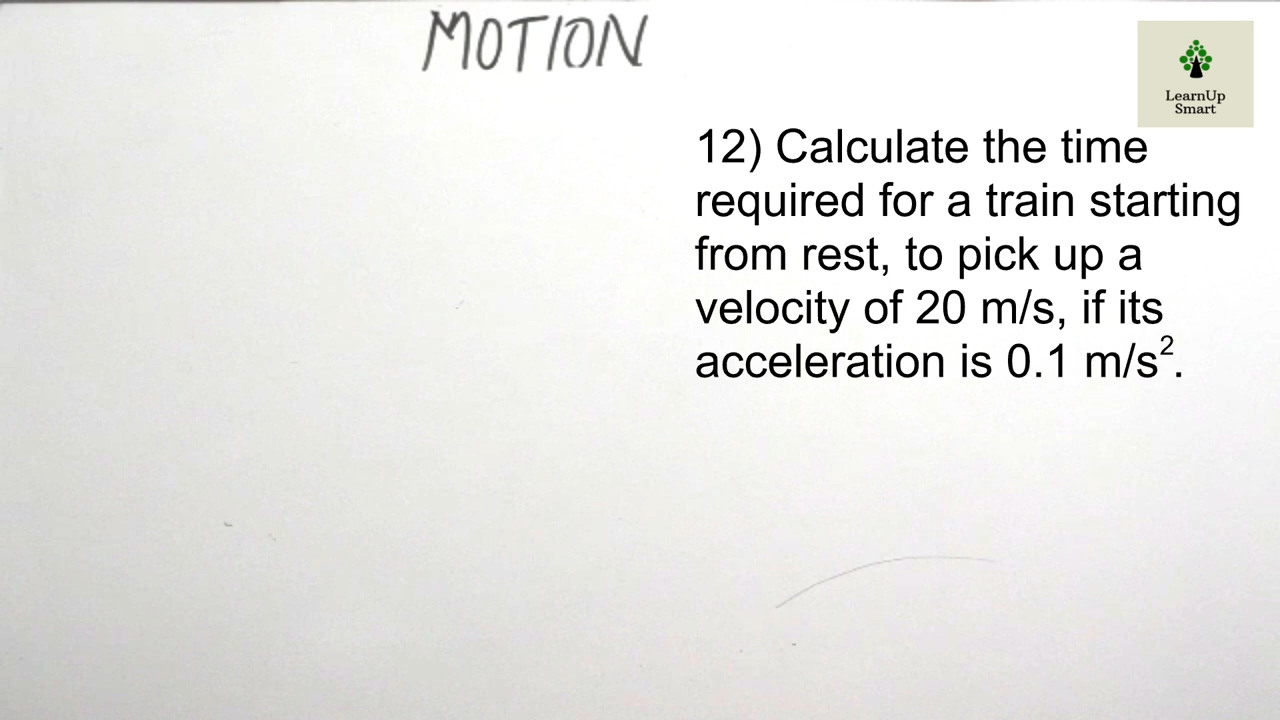 MOTION
LearnUp
Smart
12) Calculate the time
required for a train starting
from rest, to pick up a
velocity of 20 m/s, if its
acceleration is 0.1 m/s².